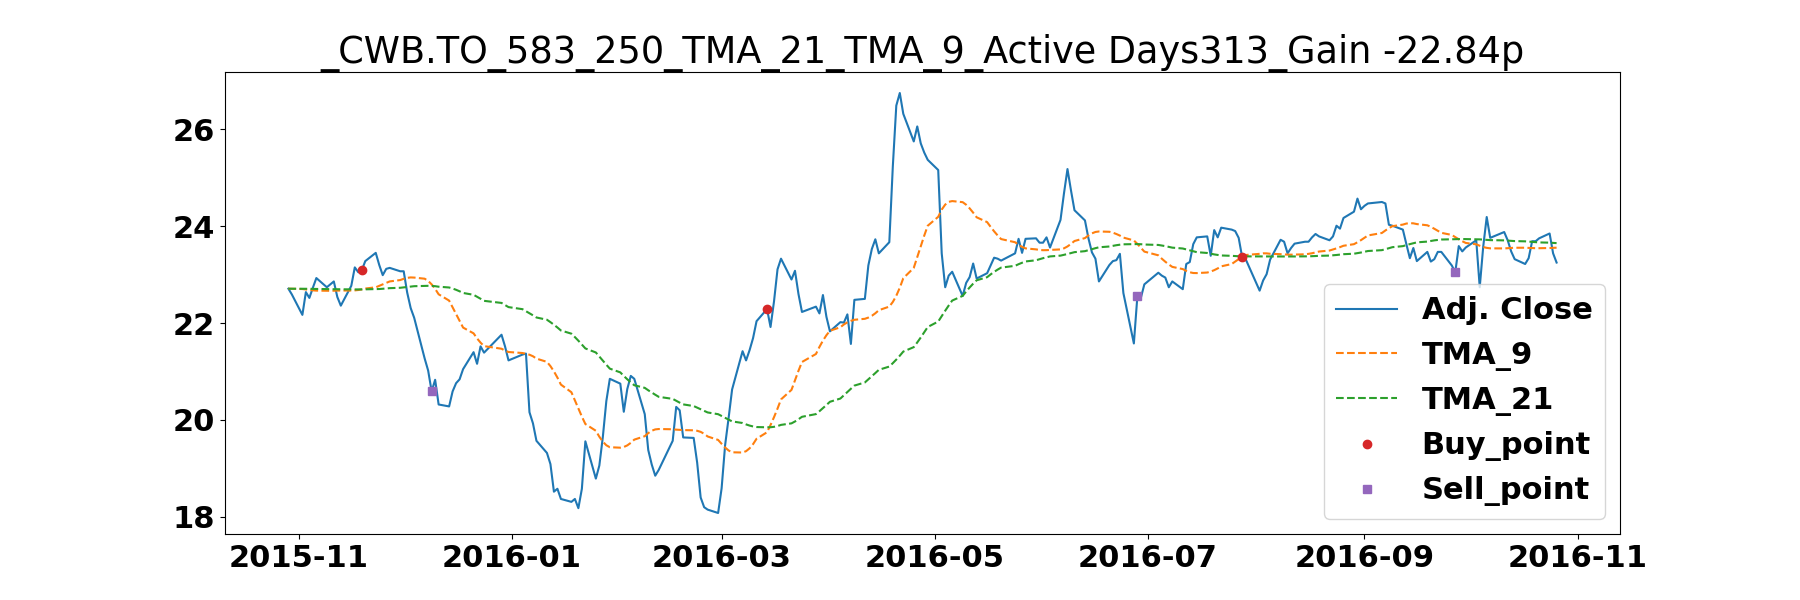 _CWB.TO_583_250_TMA_21_TMA_9_Active Days313_Gain -22.84p
26
24
22
20
18
2015-11 2016-01 2016-03 2016-05 2016-07 2016-09 2016-11
Adj. Close
TMA_9
TMA_21
Buy_point
Sell_point